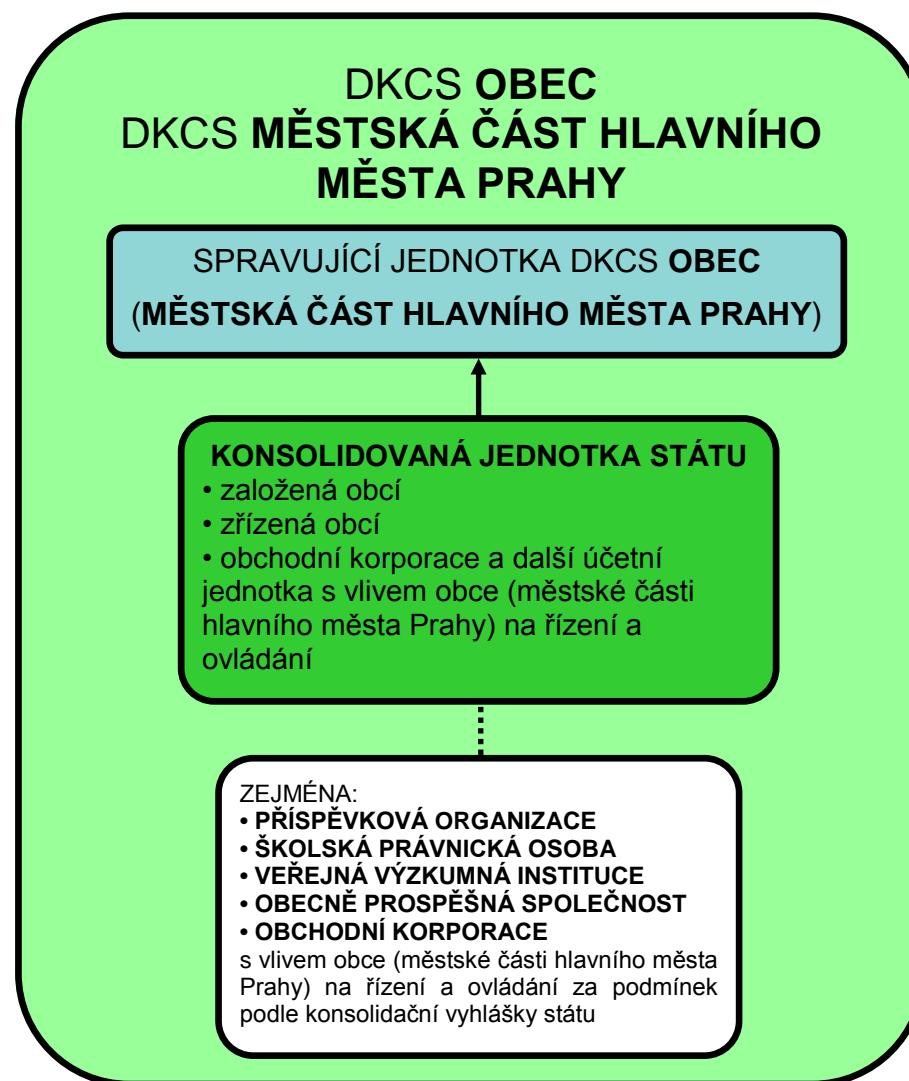 DKCS OBEC
DKCS MĚSTSKÁ ČÁST HLAVNÍHO
MĚSTA PRAHY
SPRAVUJÍCÍ JEDNOTKA DKCS OBEC
(MĚSTSKÁ ČÁST HLAVNÍHO MĚSTA PRAHY)
KONSOLIDOVANÁ JEDNOTKA STÁTU
• založená obcí
• zřízená obcí
• obchodní korporace a další účetní
jednotka s vlivem obce (městské části
hlavního města Prahy) na řízení a
ovládání
ZEJMÉNA:
• PŘÍSPĚVKOVÁ ORGANIZACE
• ŠKOLSKÁ PRÁVNICKÁ OSOBA
• VEŘEJNÁ VÝZKUMNÁ INSTITUCE
• OBECNĚ PROSPĚŠNÁ SPOLEČNOST
• OBCHODNÍ KORPORACE
s vlivem obce (městské části hlavního města
Prahy) na řízení a ovládání za podmínek
podle konsolidační vyhlášky státu